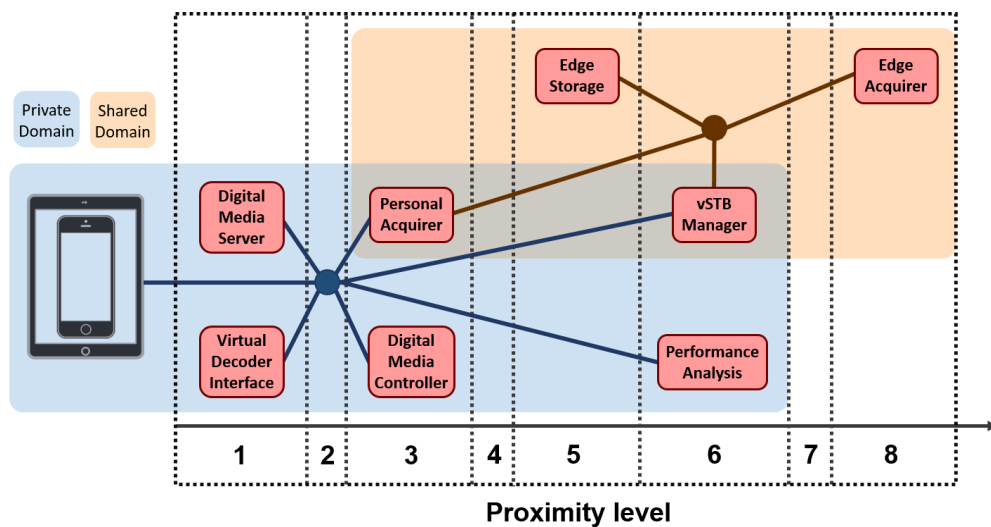 Edge
Storage
Edge
Acquirer
Private
Domain
Shared
Domain
Digital
Media
Server
Personal
Acquirer
vSTB
Manager
Virtual
Decoder
Interface
Digital
Media
Controller
Performance
Analysis
1
2
3
4
5
6
7
8
Proximity level